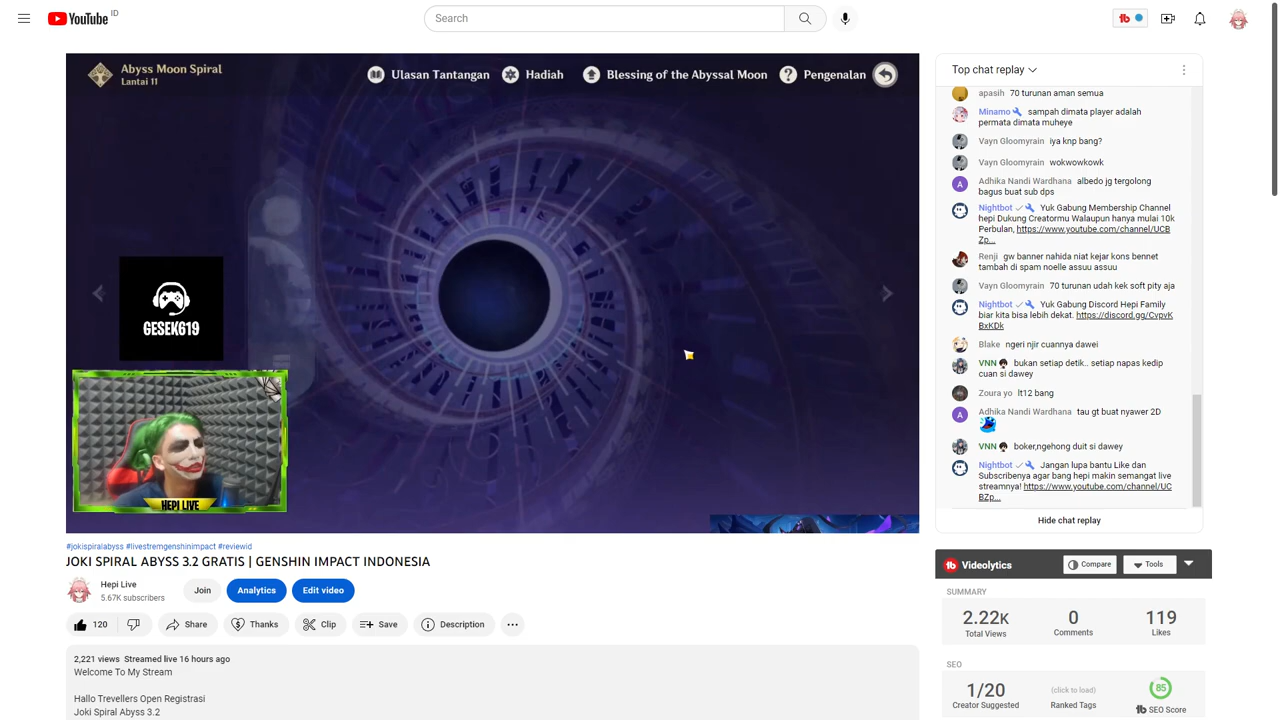 YouTube ID
Search
Abyss Moon Spiral
Lantai 11
Ulasan Tantangan
Hadiah
Blessing of the Abyssal Moon
Pengenalan
GESEK619
HEPI LIVE
#jokispiralabyss #livestremgenshinimpact #reviewid
JOKI SPIRAL ABYSS 3.2 GRATIS | GENSHIN IMPACT INDONESIA
Hepi Live
5.67K subscribers
Join
Analytics
Edit video
120
Share
Thanks
Clip
Save
Description
2,221 views Streamed live 16 hours ago
Welcome To My Stream
Hallo Trevellers Open Registrasi
Joki Spiral Abyss 3.2
Top chat replay
apasih 70 turunan aman semua
Minamo sampah dimata player adalah
permata dimata muheye
Vayn Gloomyrain iya knp bang?
Vayn Gloomyrain wokwowkowk
A
Adhika Nandi Wardhana albedo jg tergolong
bagus buat sub dps
Nightbot Yuk Gabung Membership Channel
hepi Dukung Creatormu Walaupun hanya mulai 10k
Perbulan, https://www.youtube.com/channel/UCB
Zp...
Renji gw banner nahida niat kejar kons bennet
tambah di spam noelle assuu assuu
Vayn Gloomyrain 70 turunan udah kek soft pity aja
Nightbot Yuk Gabung Discord Hepi Family
biar kita bisa lebih dekat. https://discord.gg/CvpvK
BxKDk
Blake ngeri njir cuannya dawei
VNN bukan setiap detik.. setiap napas kedip
cuan si dawey
Zoura yo lt12 bang
A
Adhika Nandi Wardhana tau gt buat nyawer 2D
VNN boker,ngehong duit si dawey
Nightbot Jangan lupa bantu Like dan
Subscribenya agar bang hepi makin semangat live
streamnya! https://www.youtube.com/channel/UC
BZp...
Hide chat replay
Videolytics
Compare
Tools
SUMMARY
2.22K
Total Views
0
Comments
119
Likes
SEO
1/20
Creator Suggested
(click to load)
Ranked Tags
85
tb SEO Score